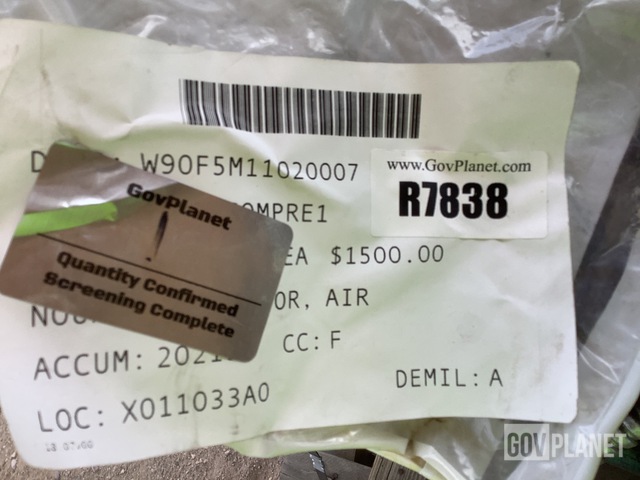 W90F5M11020007
www.GovPlanet.com
R7838
OMPRE1
EA $1500.00
GovPlanet
Quantity Confirmed
Screening Complete
OR, AIR
CC: F
ACCUM: 2021
DEMIL: A
LOC: X011033A0
GOVPLANET